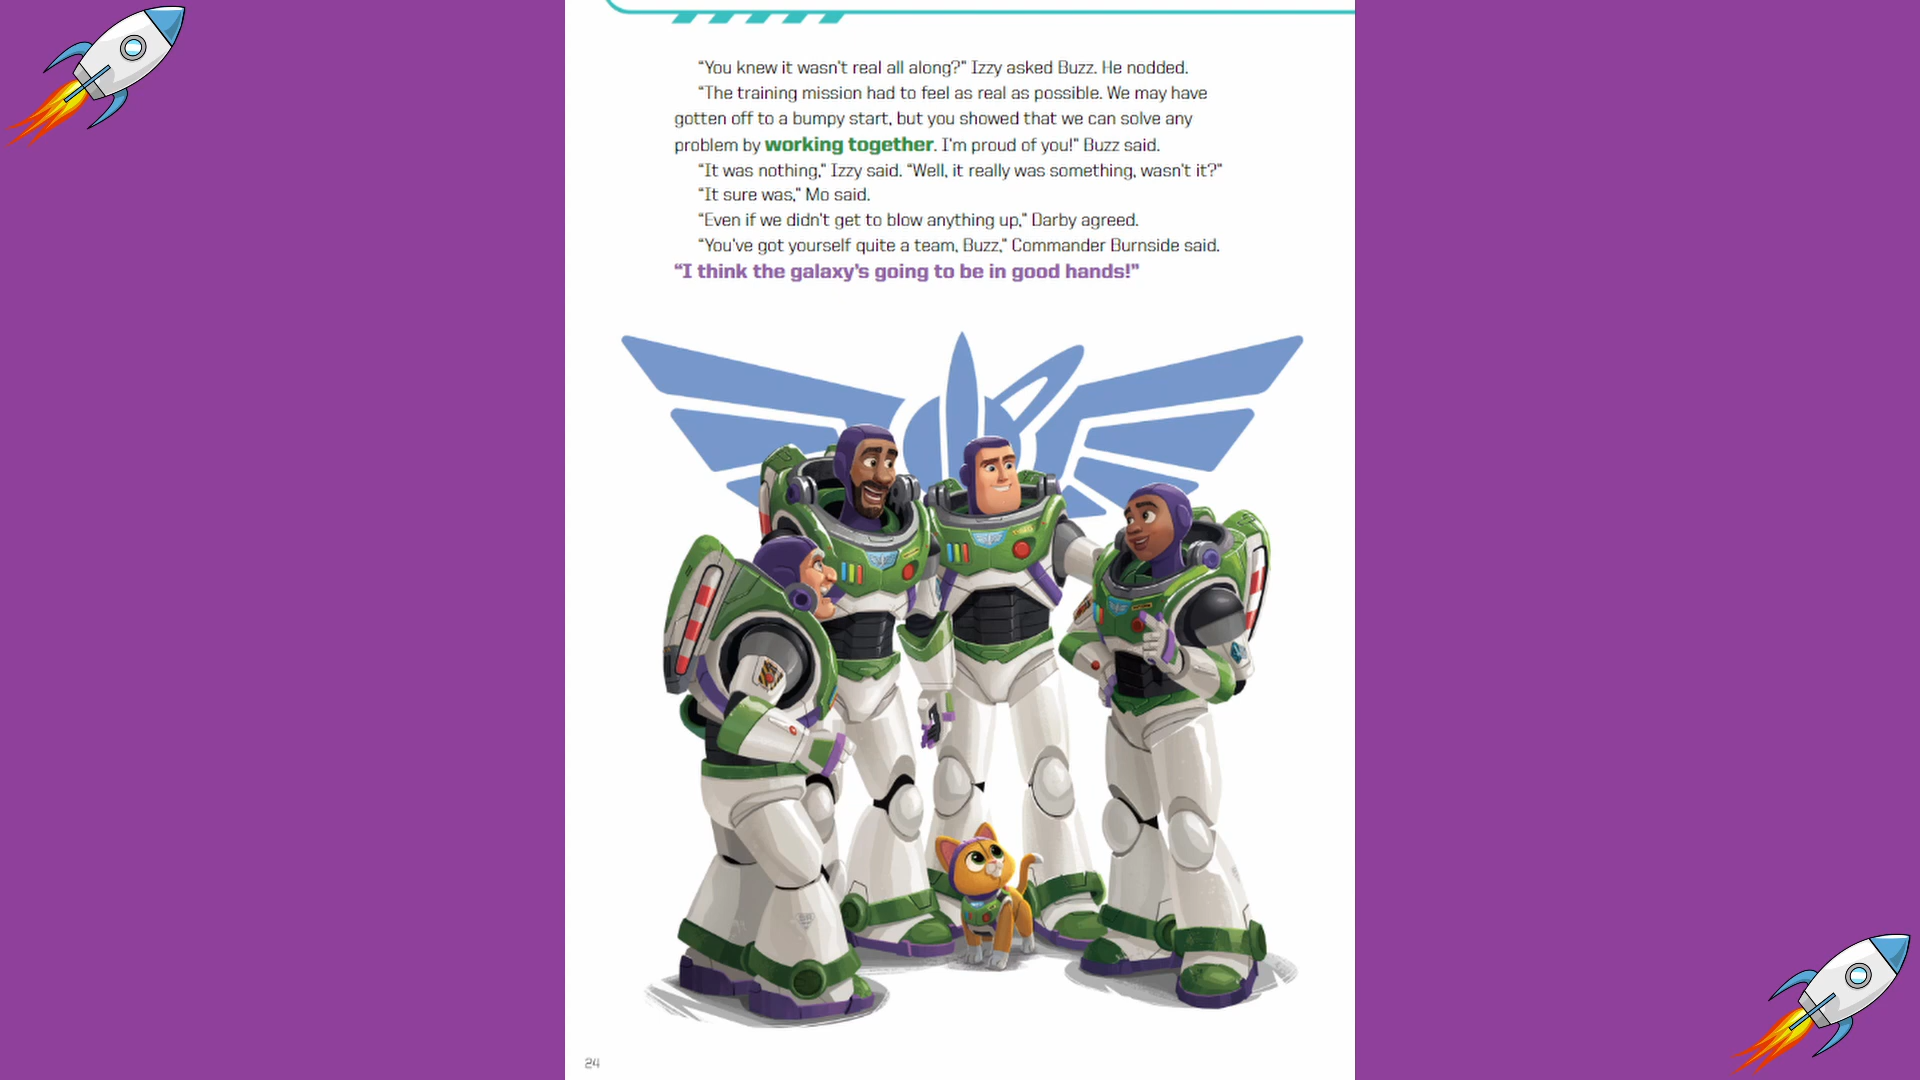 “You knew it wasn’t real all along?” Izzy asked Buzz. He nodded.
“The training mission had to feel as real as possible. We may have
gotten off to a bumpy start, but you showed that we can solve any
problem by working together. I’m proud of you!” Buzz said.
“It was nothing,” Izzy said. “Well, it really was something, wasn’t it?”
“It sure was,” Mo said.
“Even if we didn’t get to blow anything up,” Darby agreed.
“You’ve got yourself quite a team, Buzz,” Commander Burnside said.
“I think the galaxy’s going to be in good hands!”
24